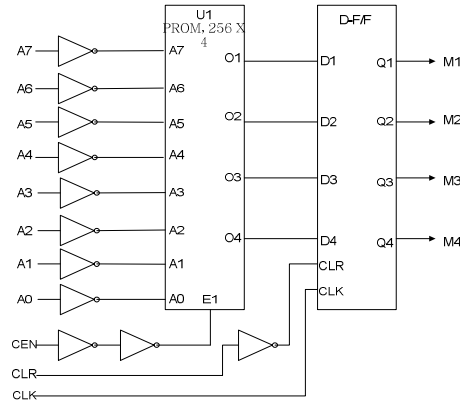 U1
PROM, 256 X
4
D-F/F
A7 A7 O1 D1 Q1 M1
A6 A6
A5 A5 O2 D2 Q2 M2
A4 A4
A3 A3 O3 D3 Q3 M3
A2 A2
O4 D4 Q4 M4
A1 A1 CLR
A0 A0 E1 CLK
CEN
CLR
CLK